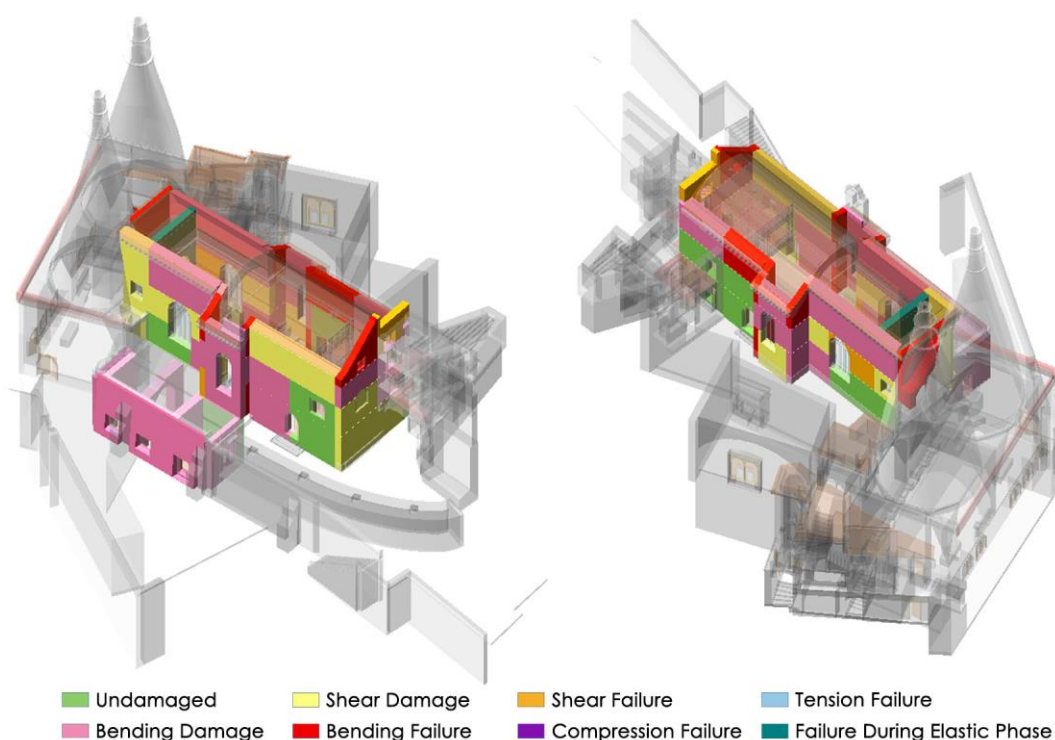 Undamaged Shear Damage Shear Failure Tension Failure
Bending Damage Bending Failure Compression Failure Failure During Elastic Phase